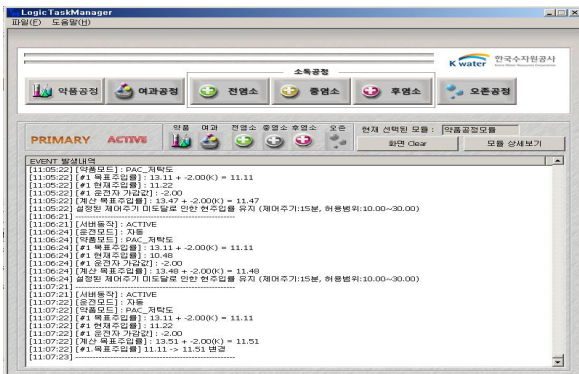 LogicTaskManager
파일(F) 도움말(H)
K water 한국수자원공사
소독공정
약품공정 여과공정 전염소 중염소 후염소 오존공정
약품 여과 전염소 중염소 후염소 오존
현재 선택된 모듈 : 약품공정모듈
PRIMARY ACTIVE
화면 Clear 모듈 상세보기
EVENT 발생내역
[11:05:22] [약품모드] : PAC_저탁도
[11:05:22] [#1 목표주입률] : 13.11 + -2.00(K) = 11.11
[11:05:22] [#1 현재주입률] : 11.22
[11:05:22] [#1 운전자 가감값] : -2.00
[11:05:22] [계산 목표주입률] : 13.47 + -2.00(K) = 11.47
[11:05:22] 설정된 제어주기 미도달로 인한 현주입률 유지 (제어주기:15분, 허용범위:10.00~30.00)
[11:06:21] ----------------------------------------
[11:06:21] [서버동작] : ACTIVE
[11:06:24] [운전모드] : 자동
[11:06:24] [약품모드] : PAC_저탁도
[11:06:24] [#1 목표주입률] : 13.11 + -2.00(K) = 11.11
[11:06:24] [#1 현재주입률] : 10.48
[11:06:24] [#1 운전자 가감값] : -2.00
[11:06:24] [계산 목표주입률] : 13.48 + -2.00(K) = 11.48
[11:06:24] 설정된 제어주기 미도달로 인한 현주입률 유지 (제어주기:15분, 허용범위:10.00~30.00)
[11:07:21] ----------------------------------------
[11:07:21] [서버동작] : ACTIVE
[11:07:22] [운전모드] : 자동
[11:07:22] [약품모드] : PAC_저탁도
[11:07:22] [#1 목표주입률] : 13.11 + -2.00(K) = 11.11
[11:07:22] [#1 현재주입률] : 11.22
[11:07:22] [#1 운전자 가감값] : -2.00
[11:07:22] [계산 목표주입률] : 13.51 + -2.00(K) = 11.51
[11:07:22] [#1.목표주입률] 11.11 -> 11.51 변경
[11:07:23] ----------------------------------------